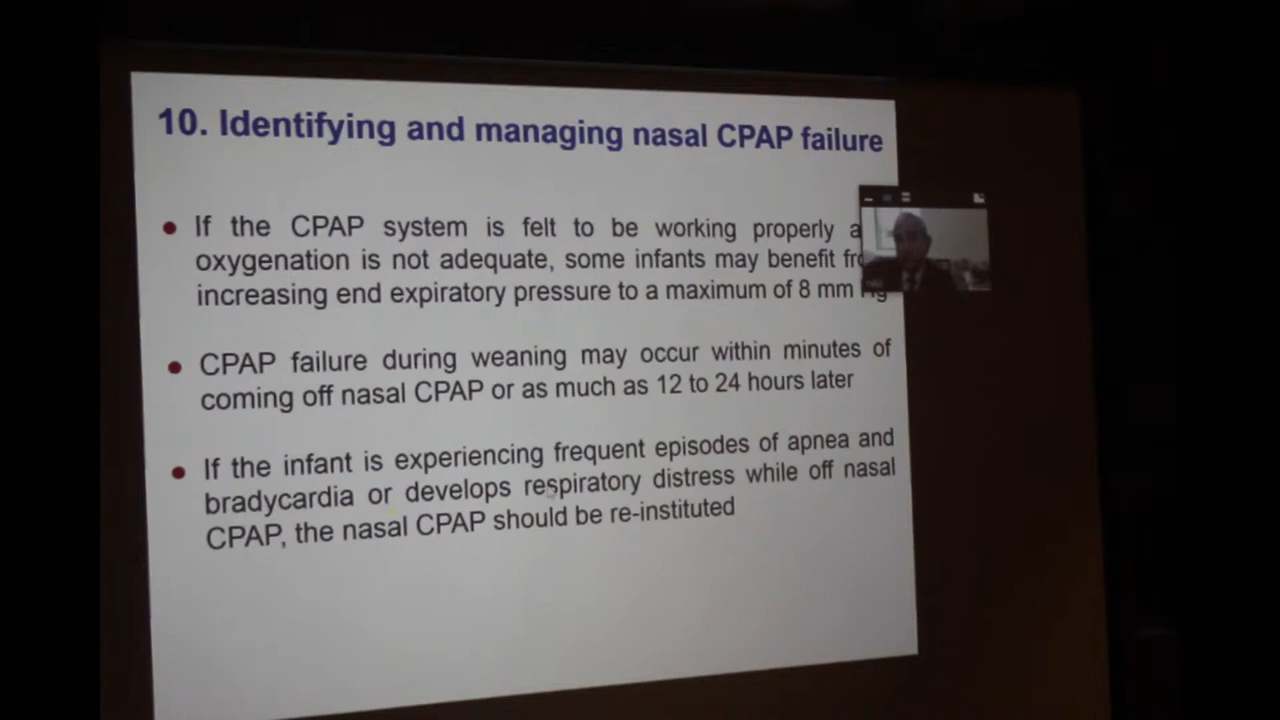 10. Identifying and managing nasal CPAP failure
If the CPAP system is felt to be working properly
oxygenation is not adequate, some infants may benefit
increasing end expiratory pressure to a maximum of 8 mm
CPAP failure during weaning may occur within minutes of
coming off nasal CPAP or as much as 12 to 24 hours later
If the infant is experiencing frequent episodes of apnea and
bradycardia or develops respiratory distress while off nasal
CPAP, the nasal CPAP should be re-instituted